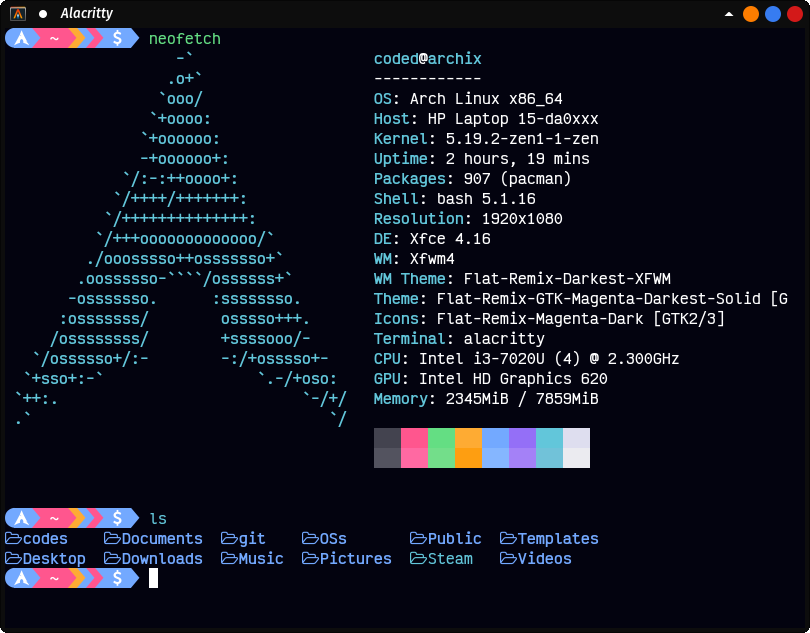 Alacritty
~ $ neofetch
-`
.o+`
`ooo/
`+oooo:
`+oooooo:
-+oooooo+:
`/:-:++oooo+:
`/++++/+++++++:
`/++++++++++++++:
`/+++ooooooooooooo/`
./ooosssso++osssssso+`
.oossssso-````/ossssss+`
-osssssso.      :ssssssso.
:osssssss/        osssso+++.
/ossssssss/        +ssssooo/-
`/ossssso+/:-        -:/+osssso+-
`+sso+:-`                 `.-/+oso:
`++:.                           `-/+/
.`                                 `/
coded@archix
------------
OS: Arch Linux x86_64
Host: HP Laptop 15-da0xxx
Kernel: 5.19.2-zen1-1-zen
Uptime: 2 hours, 19 mins
Packages: 907 (pacman)
Shell: bash 5.1.16
Resolution: 1920x1080
DE: Xfce 4.16
WM: Xfwm4
WM Theme: Flat-Remix-Darkest-XFWM
Theme: Flat-Remix-GTK-Magenta-Darkest-Solid [G
Icons: Flat-Remix-Magenta-Dark [GTK2/3]
Terminal: alacritty
CPU: Intel i3-7020U (4) @ 2.300GHz
GPU: Intel HD Graphics 620
Memory: 2345MiB / 7859MiB
~ $ ls
codes Documents git OSs Public Templates
Desktop Downloads Music Pictures Steam Videos
~ $